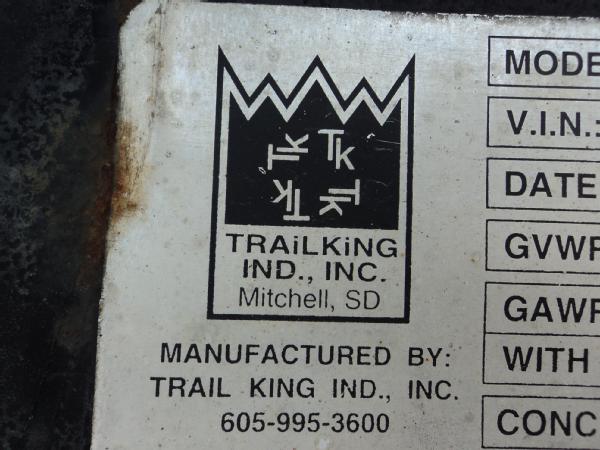 TK TK
TK TK
TRAiLKiNG
IND., INC.
Mitchell, SD
MANUFACTURED BY:
TRAIL KING IND., INC.
605-995-3600
MODE
V.I.N.:
DATE
GVWR
GAWR
WITH
CONC